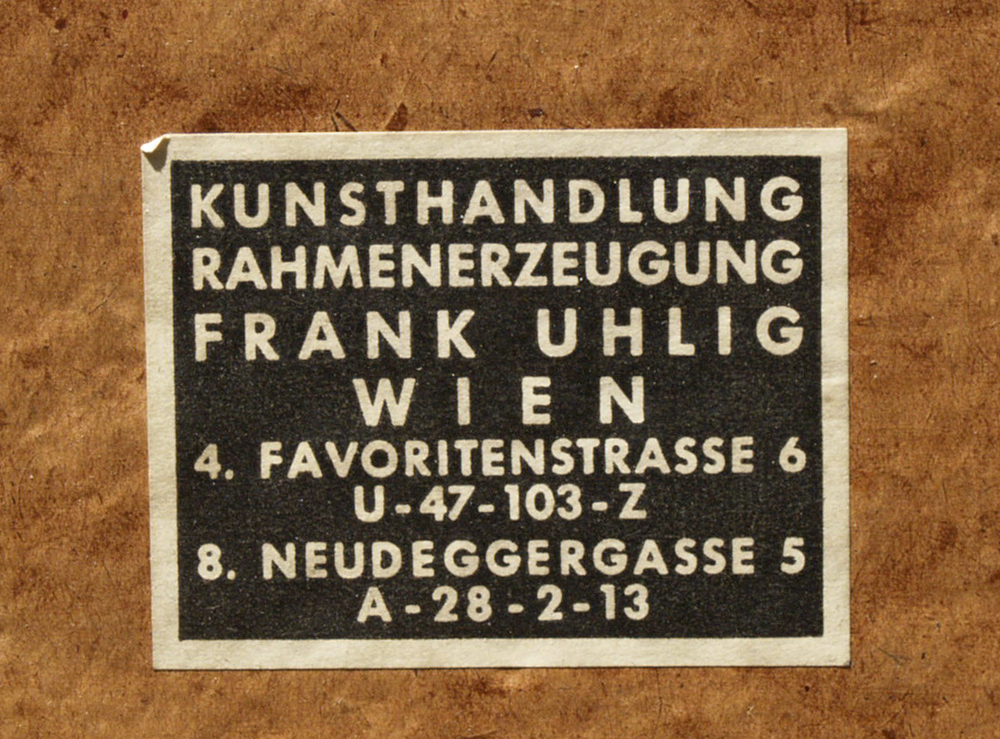 KUNSTHANDLUNG
RAHMENERZEUGUNG
FRANK UHLIG
WIEN
4. FAVORITENSTRASSE 6
U-47-103-Z
8. NEUDEGGERGASSE 5
A-28-2-13